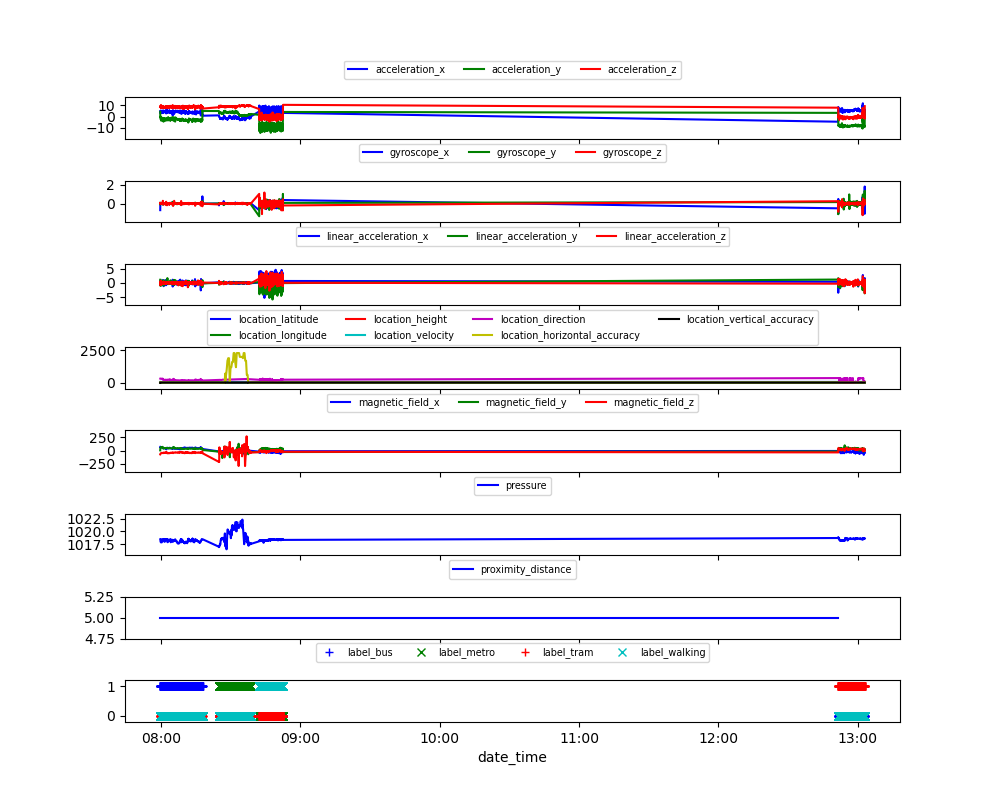 acceleration_x acceleration_y acceleration_z
10
0
−10
gyroscope_x gyroscope_y gyroscope_z
2
0
linear_acceleration_x linear_acceleration_y linear_acceleration_z
5
0
−5
location_latitude location_height location_direction location_vertical_accuracy
location_longitude location_velocity location_horizontal_accuracy
2500
0
magnetic_field_x magnetic_field_y magnetic_field_z
250
0
−250
pressure
1022.5
1020.0
1017.5
proximity_distance
5.25
5.00
4.75
label_bus label_metro label_tram label_walking
1
0
08:00 09:00 10:00 11:00 12:00 13:00
date_time